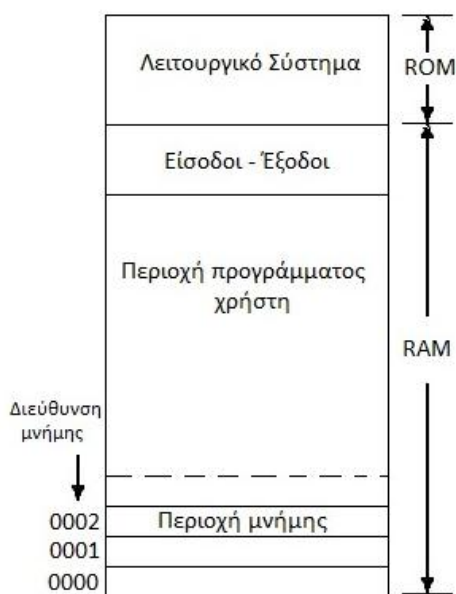 Λειτουργικό Σύστημα
ROM
Είσοδοι - Έξοδοι
Περιοχή προγράμματος
χρήστη
RAM
Διεύθυνση
μνήμης
0002
Περιοχή μνήμης
0001
0000